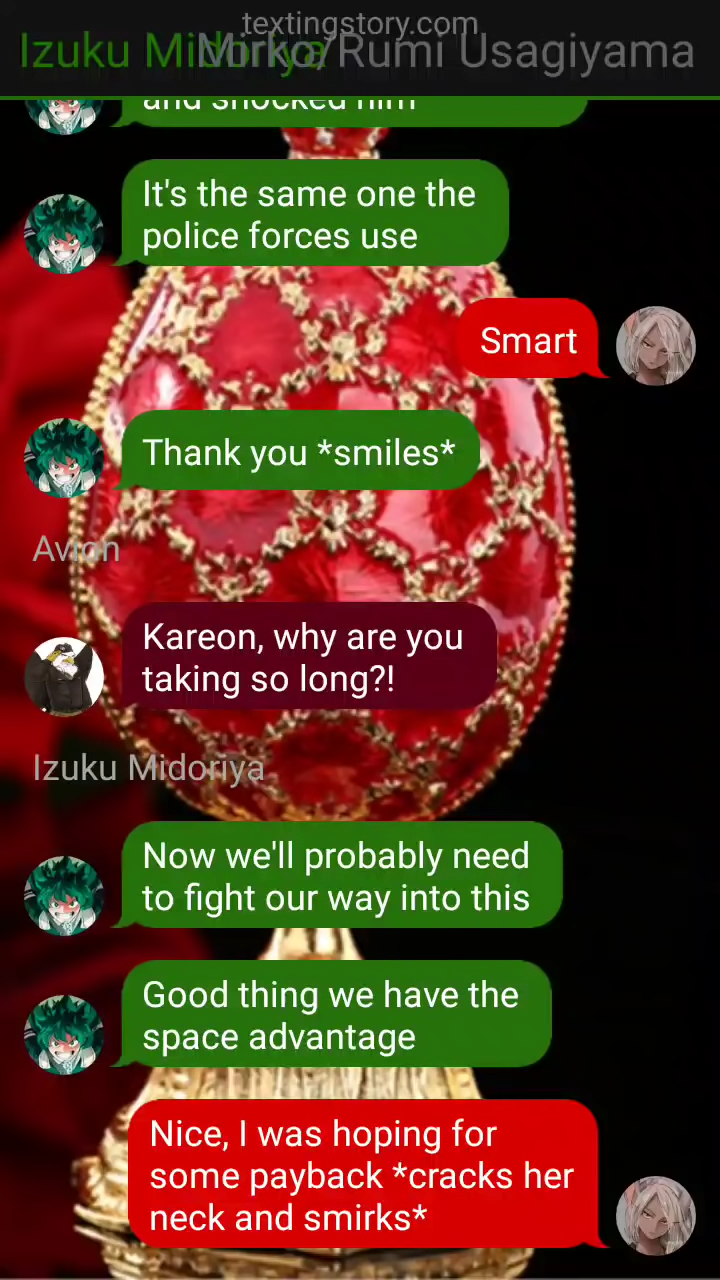 textingstory.com
Izuku Midoriya
Mirko/Rumi Usagiyama
and shocked him
It's the same one the
police forces use
Smart
Thank you *smiles*
Avion
Kareon, why are you
taking so long?!
Izuku Midoriya
Now we'll probably need
to fight our way into this
Good thing we have the
space advantage
Nice, I was hoping for
some payback *cracks her
neck and smirks*